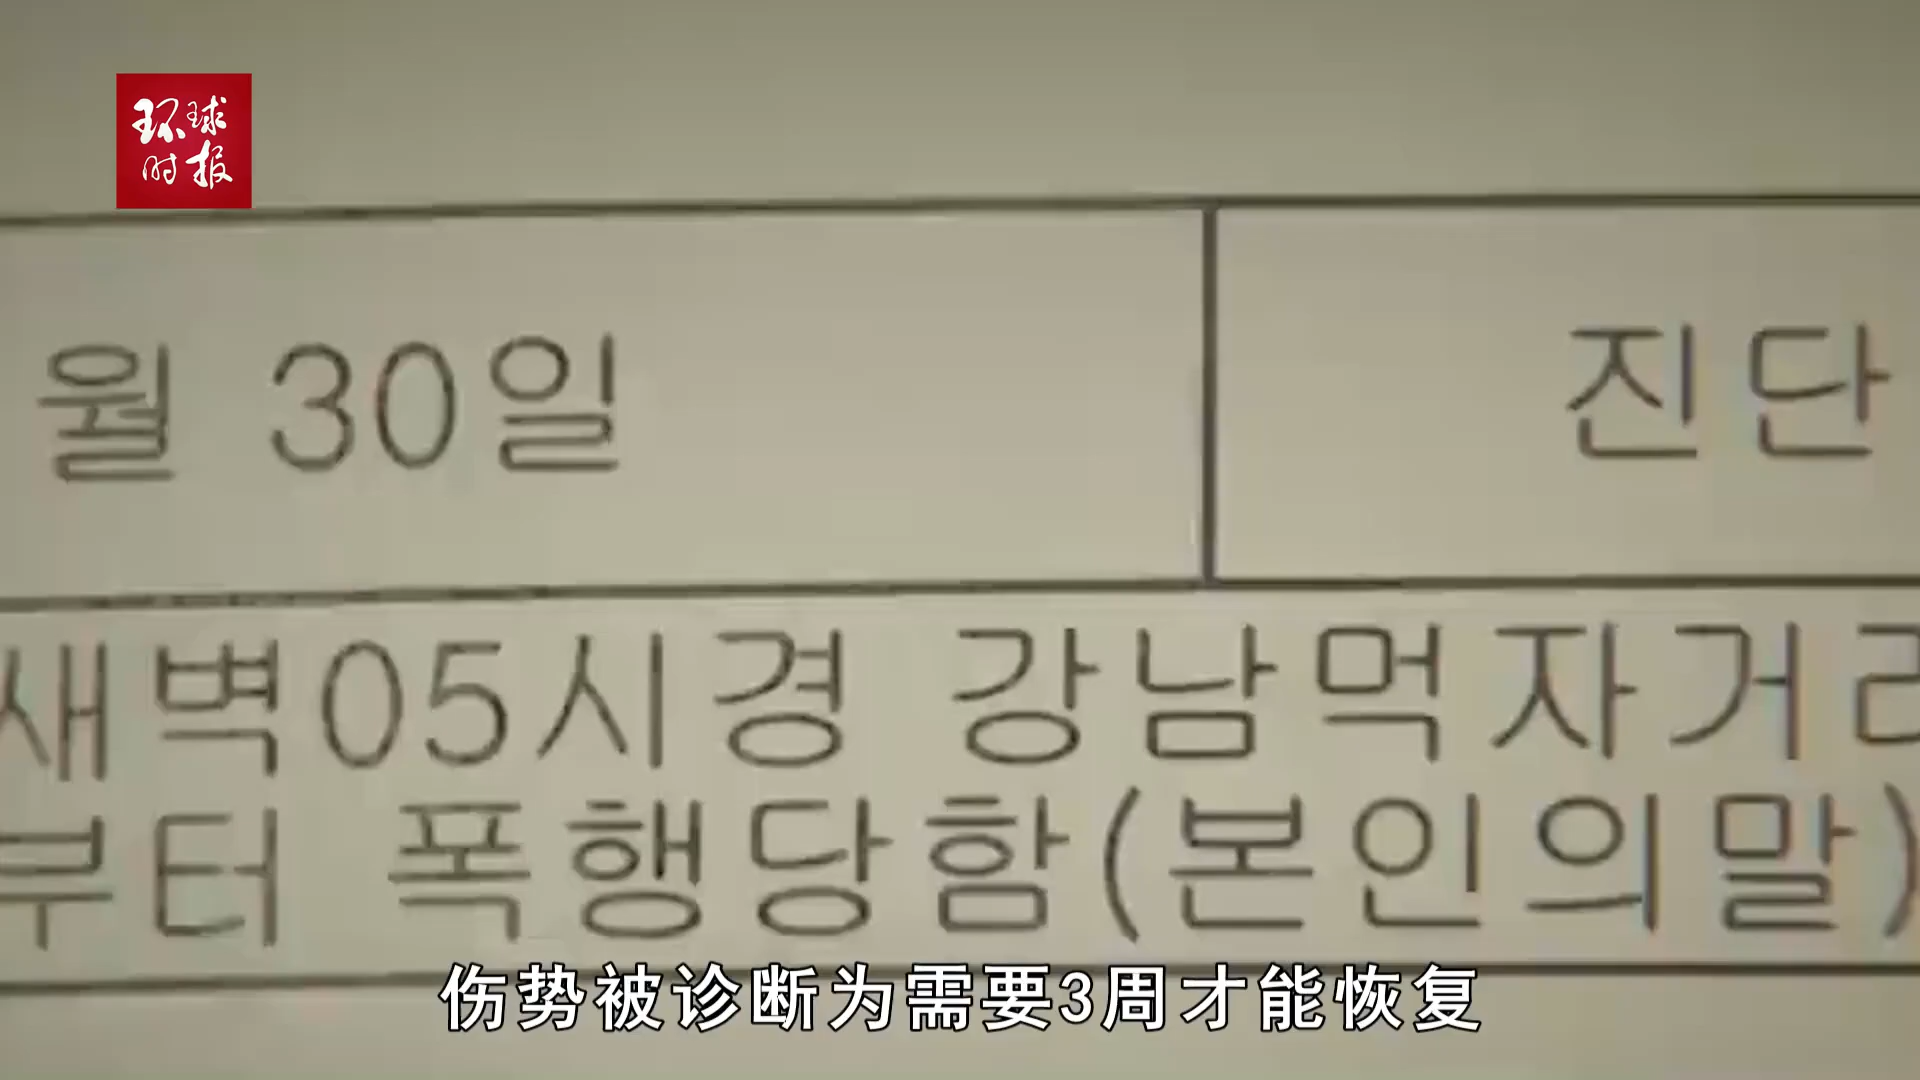 环球
时报
월 30일
진단
새벽05시경 강남먹자거리
부터 폭행당함(본인의말)
伤势被诊断为需要3周才能恢复